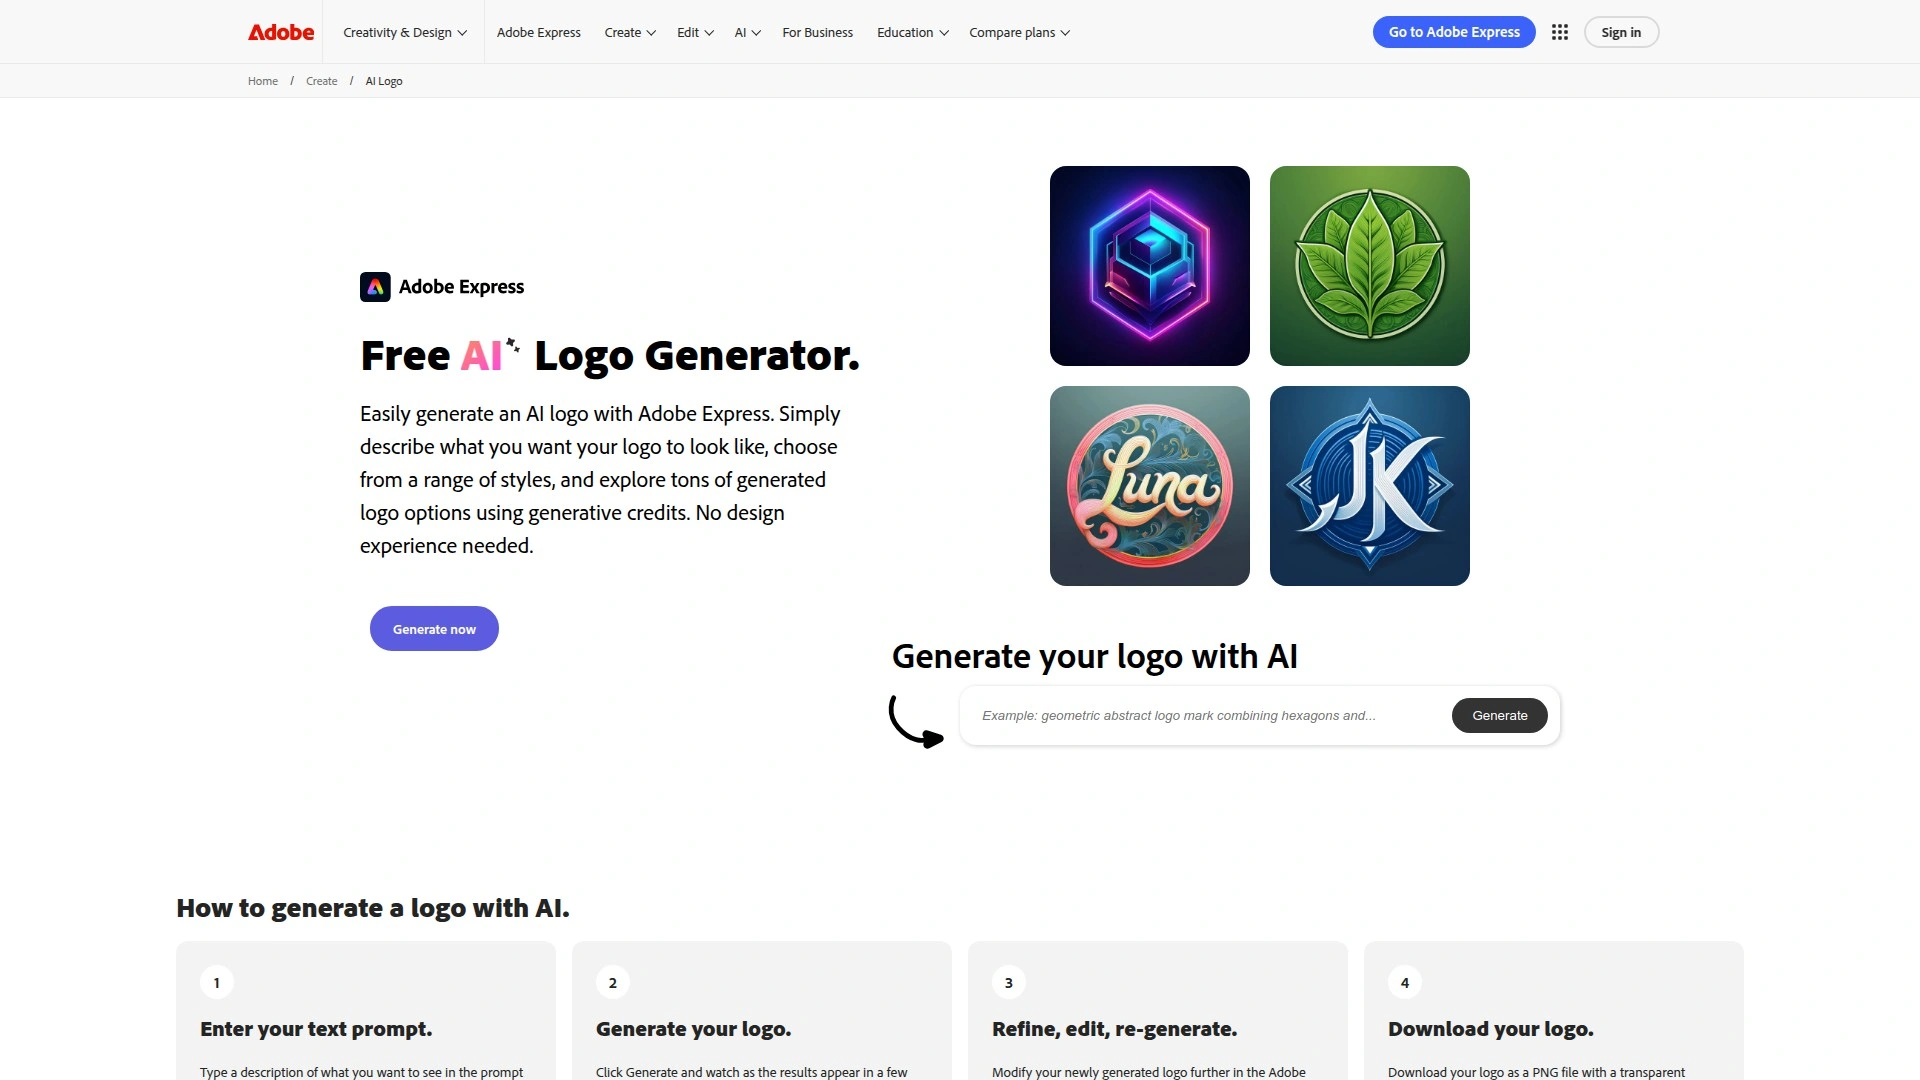 Adobe
Creativity & Design
Adobe Express
Create
Edit
AI
For Business
Education
Compare plans
Go to Adobe Express
Sign in
Home / Create / AI Logo
Adobe Express
Free AI Logo Generator.
Easily generate an AI logo with Adobe Express. Simply
describe what you want your logo to look like, choose
from a range of styles, and explore tons of generated
logo options using generative credits. No design
experience needed.
Generate now
Luna
JK
Generate your logo with AI
Example: geometric abstract logo mark combining hexagons and...
Generate
How to generate a logo with AI.
1
Enter your text prompt.
Type a description of what you want to see in the prompt
2
Generate your logo.
Click Generate and watch as the results appear in a few
3
Refine, edit, re-generate.
Modify your newly generated logo further in the Adobe
4
Download your logo.
Download your logo as a PNG file with a transparent